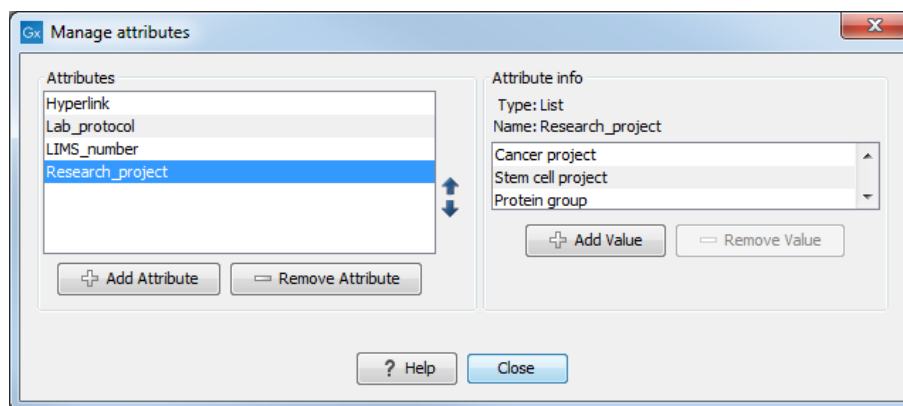 Gx Manage attributes
X
Attributes
Hyperlink
Lab_protocol
LIMS_number
Research_project
Add Attribute
Remove Attribute
Attribute info
Type: List
Name: Research_project
Cancer project
Stem cell project
Protein group
Add Value
Remove Value
? Help
Close